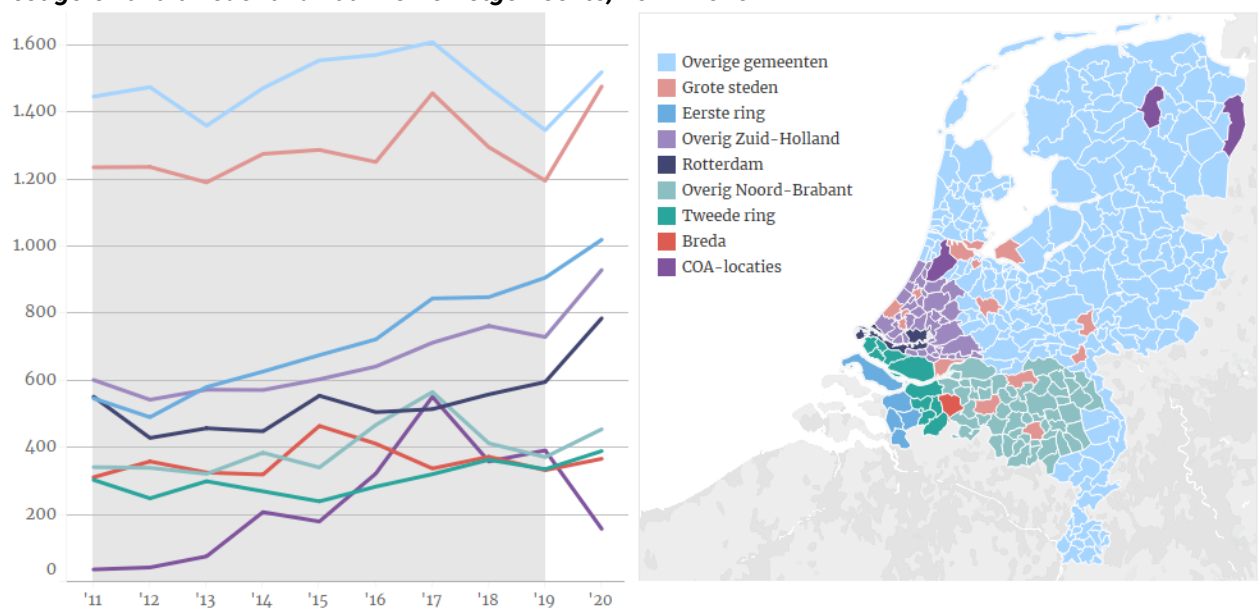 1.600
1.400
1.200
1.000
800
600
400
200
0
'11 '12 '13 '14 '15 '16 '17 '18 '19 '20
Overige gemeenten
Grote steden
Eerste ring
Overig Zuid-Holland
Rotterdam
Overig Noord-Brabant
Tweede ring
Breda
COA-locaties